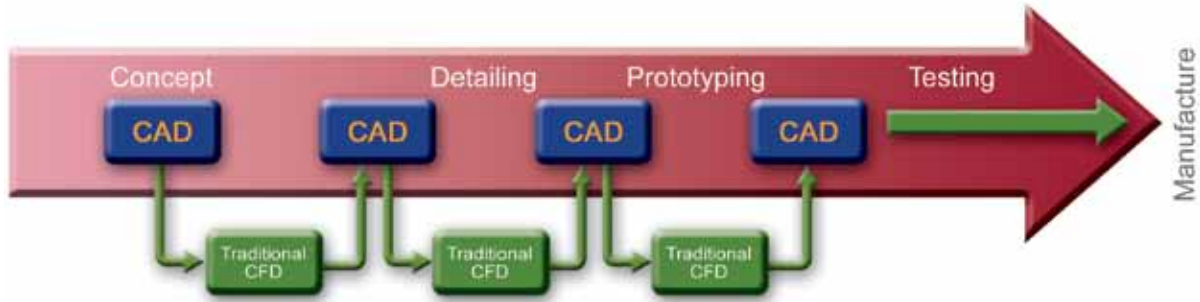 Concept
Detailing
Prototyping
Testing
CAD
CAD
CAD
CAD
Traditional
CFD
Traditional
CFD
Traditional
CFD
Manufacture